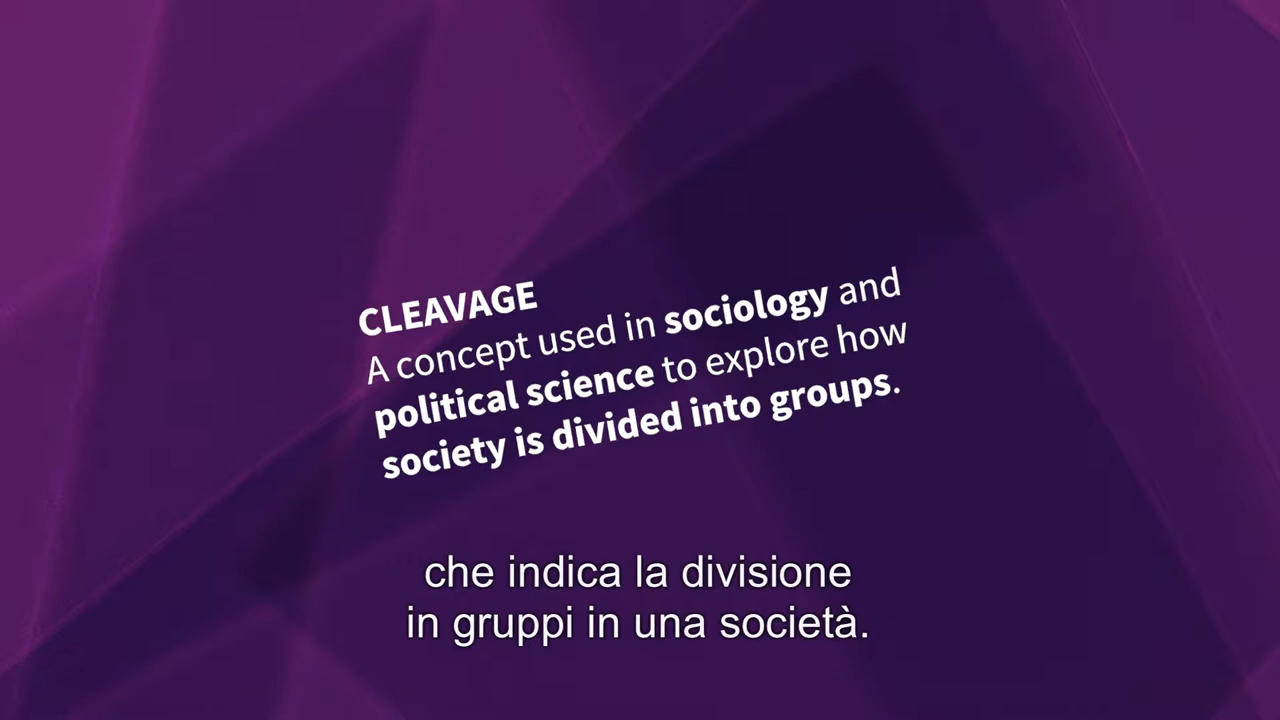 CLEAVAGE
A concept used in sociology and
political science to explore how
society is divided into groups.
che indica la divisione
in gruppi in una società.